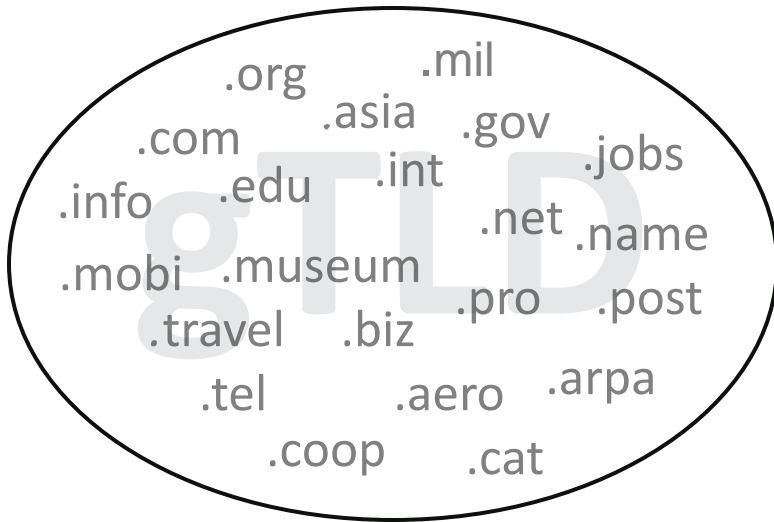 .org
.mil
.asia
.com
.gov
.jobs
.int
.edu
.info
.net
.name
.museum
.mobi
.pro
.post
.travel
.biz
.arpa
.tel
.aero
.coop
.cat
gTLD